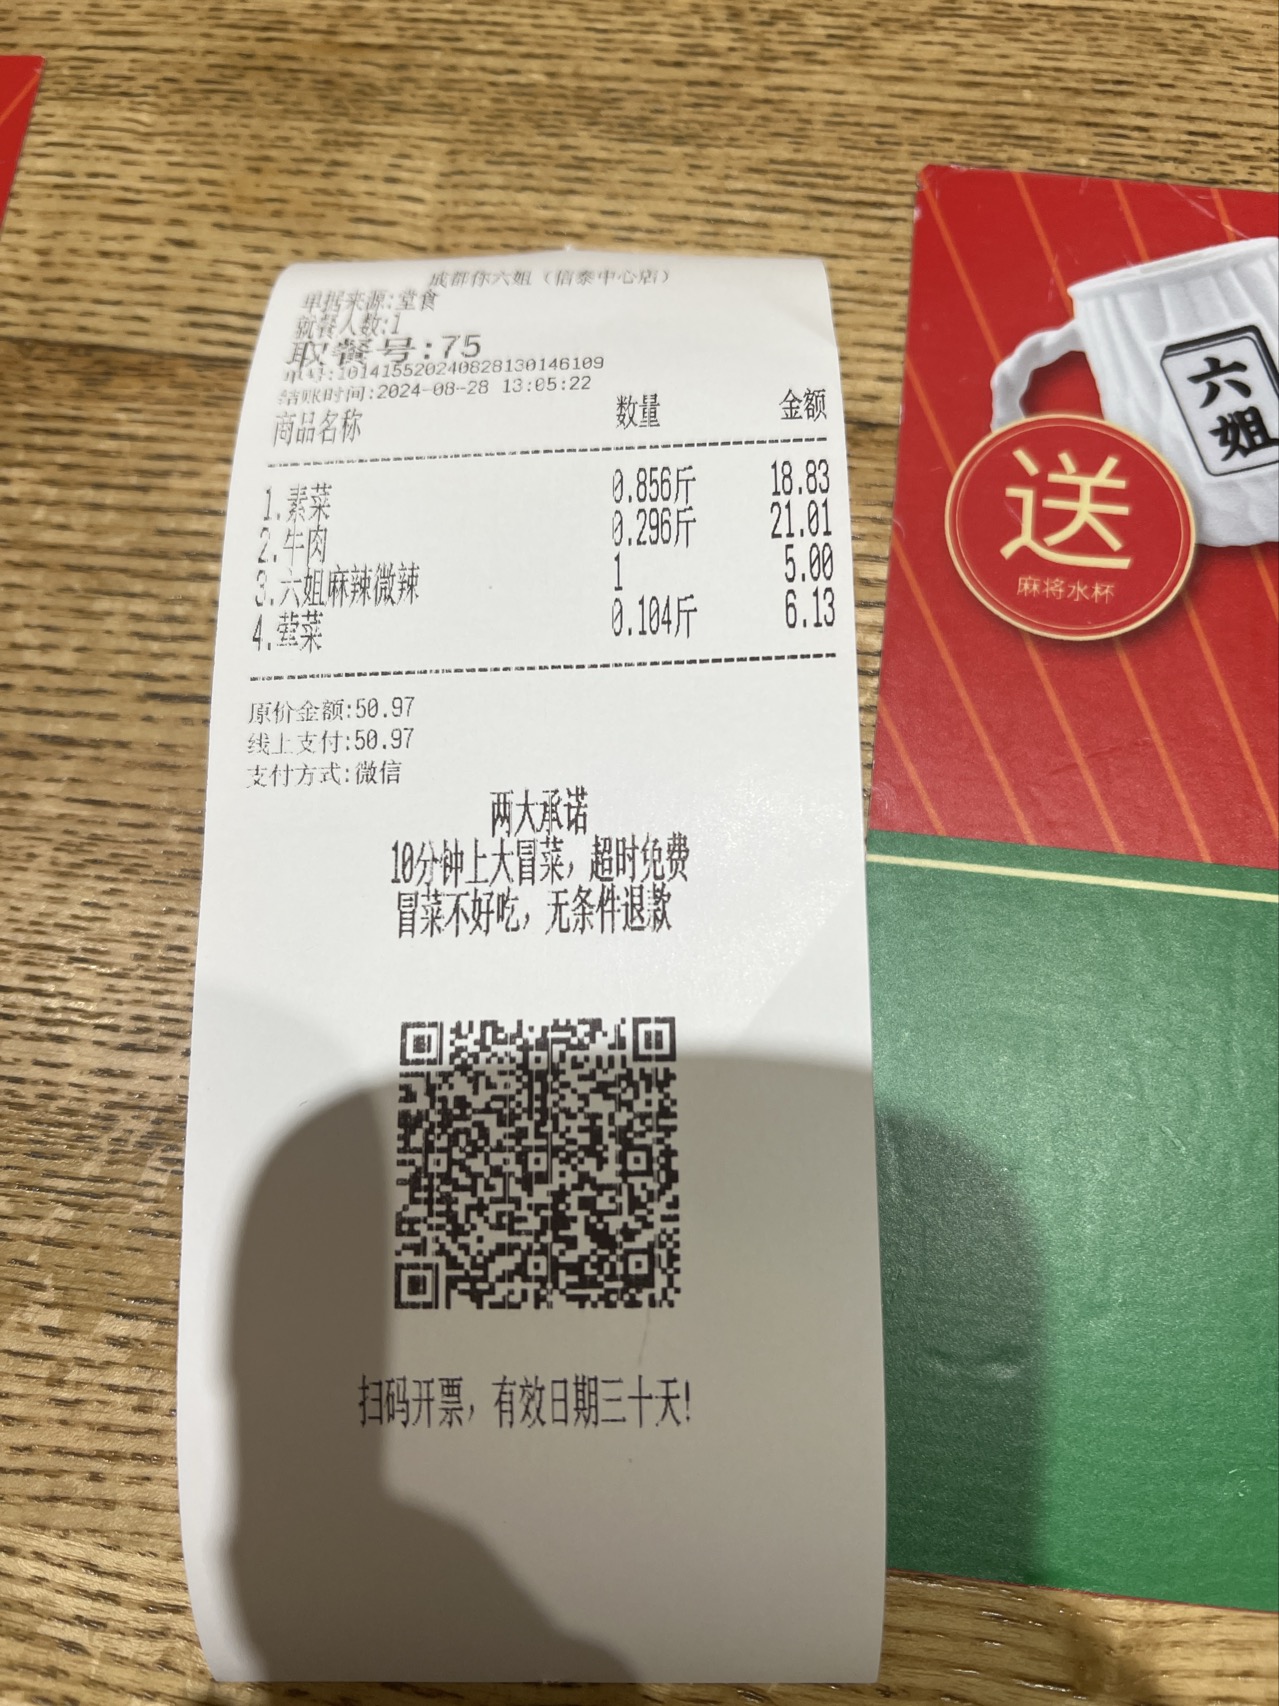 成都你六姐（信泰中心店）
单据来源:堂食
就餐人数:1
取餐号:75
单号:101415520240828130146109
结账时间:2024-08-28 13:05:22
商品名称 数量 金额
1.素菜 0.856斤 18.83
2.牛肉 0.296斤 21.01
3.六姐麻辣微辣 1 5.00
4.荤菜 0.104斤 6.13
原价金额:50.97
线上支付:50.97
支付方式:微信
两大承诺
10分钟上大冒菜，超时免费
冒菜不好吃，无条件退款
扫码开票，有效日期三十天!
六姐
送
麻将水杯